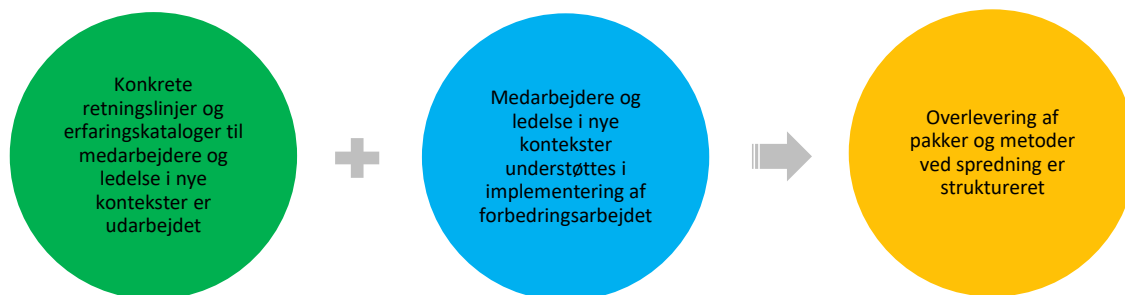 Konkrete
retningslinjer og
erfaringskataloger til
medarbejdere og
ledelse i nye
kontekster er
udarbejdet
Medarbejdere og
ledelse i nye
kontekster
understøttes i
implementering af
forbedringsarbejdet
Overlevering af
pakker og metoder
ved spredning er
struktureret